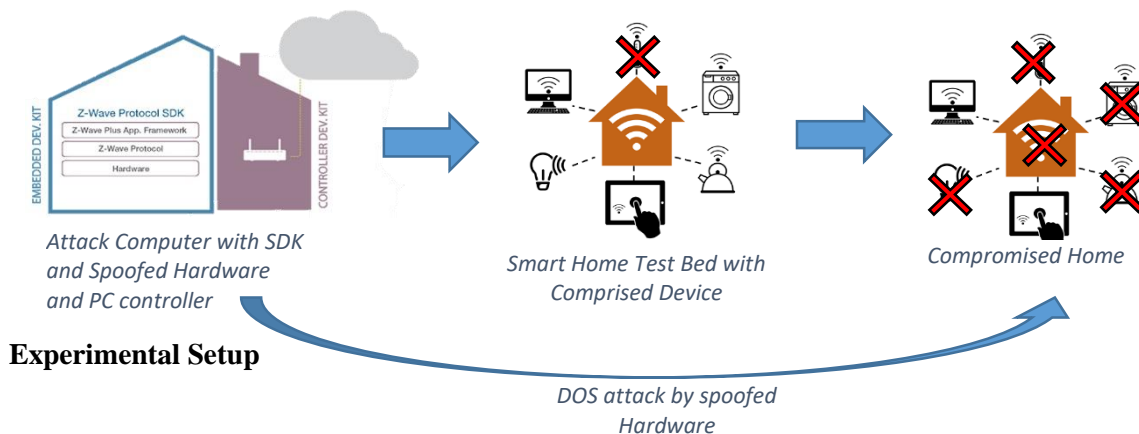 EMBEDDED DEV. KIT
Z-Wave Protocol SDK
Z-Wave Plus App. Framework
Z-Wave Protocol
Hardware
CONTROLLER DEV. KIT
Attack Computer with SDK
and Spoofed Hardware
and PC controller
Smart Home Test Bed with
Comprised Device
Compromised Home
Experimental Setup
DOS attack by spoofed
Hardware